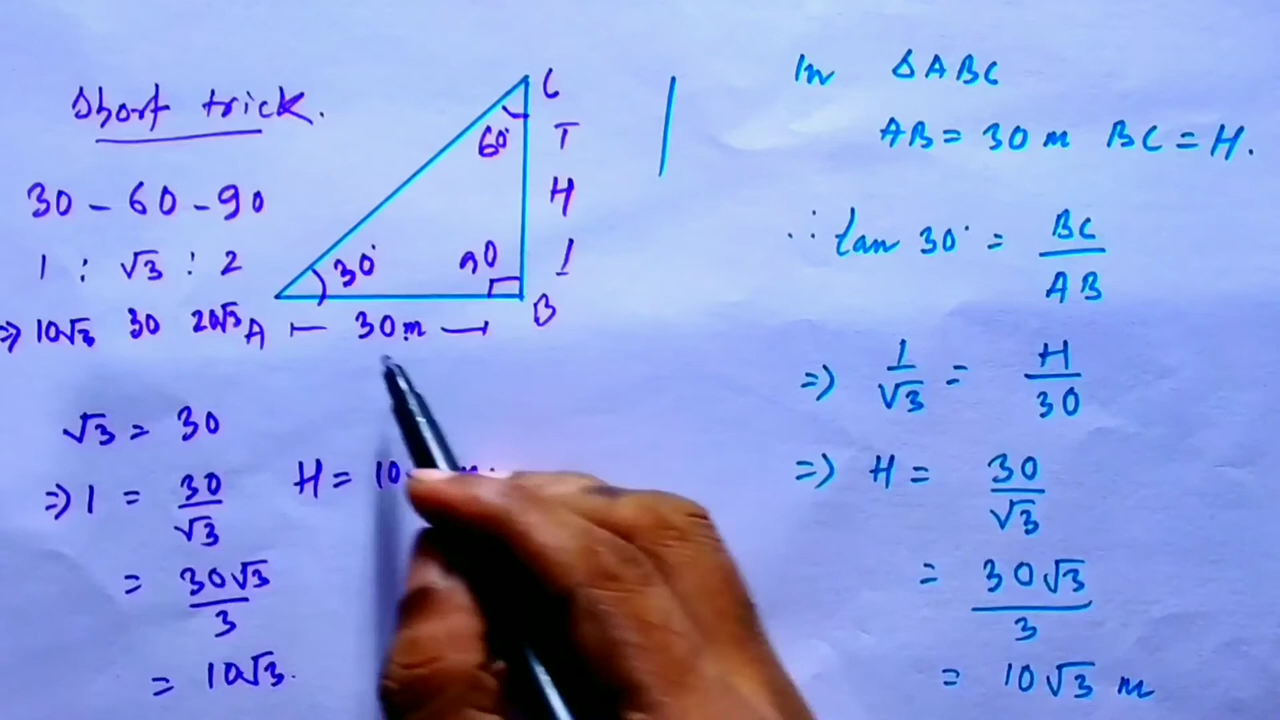 Short trick.
30 - 60 - 90
1 : √3 : 2
⇒ 10√3 30 20√3
√3 = 30
⇒ 1 = 30/√3
= 30√3/3
= 10√3.
C
60°
T
H
I
30°
90
A
30 m
B
H = 10
In ΔABC
AB = 30 m BC = H.
∴ tan 30° = BC/AB
⇒ 1/√3 = H/30
⇒ H = 30/√3
= 30√3/3
= 10√3 m